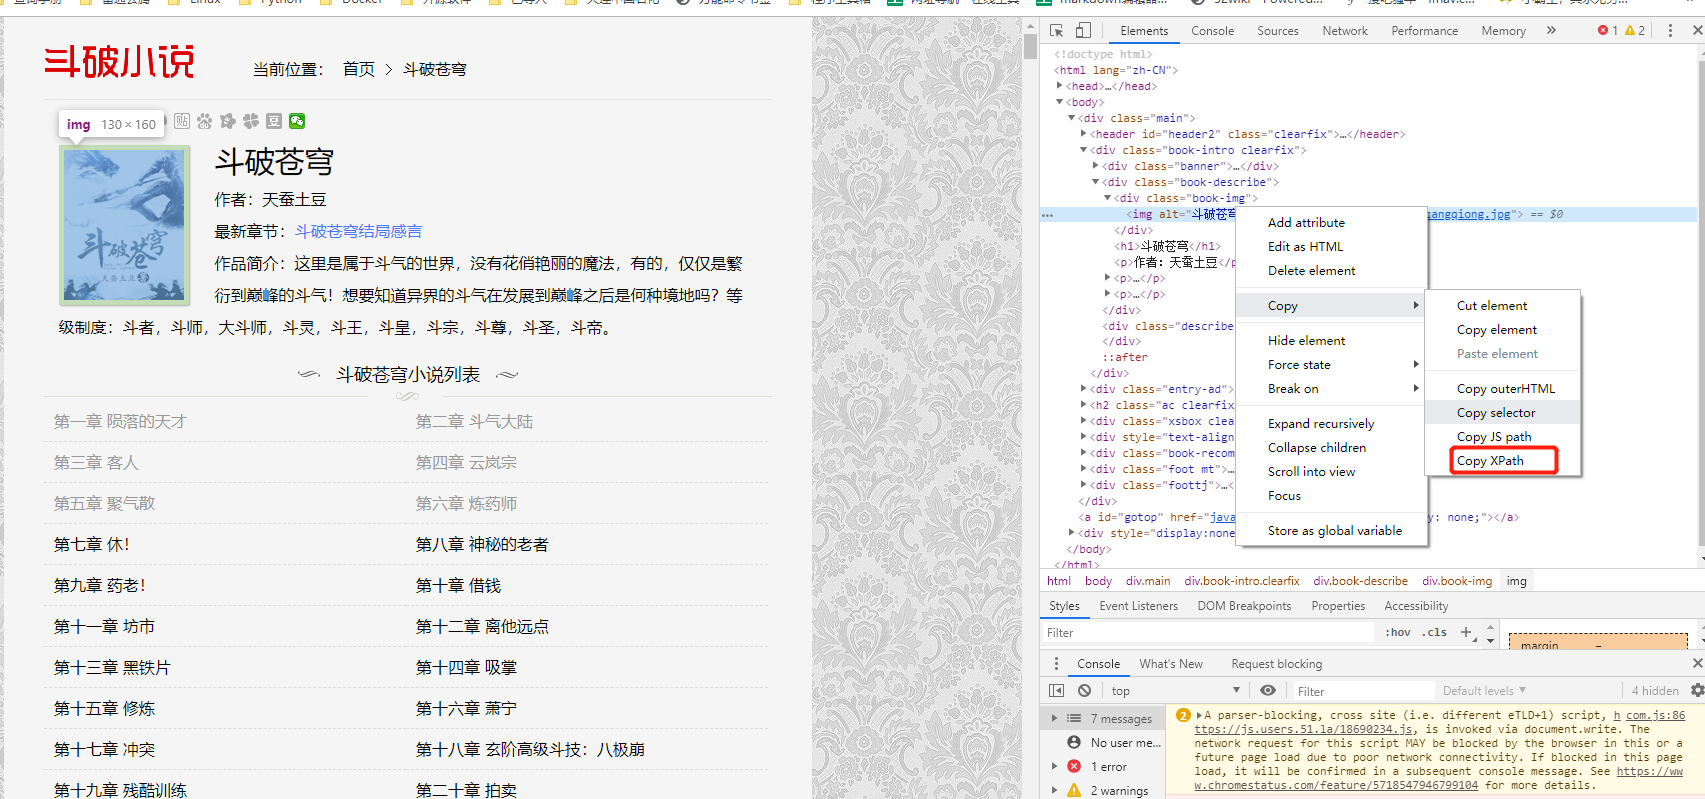 Linux
Python
Docker
斗破小说
当前位置： 首页 > 斗破苍穹
img 130 × 160
贴
豆
斗破苍穹
天蚕土豆 著
斗破苍穹
作者：天蚕土豆
最新章节：斗破苍穹结局感言
作品简介：这里是属于斗气的世界，没有花俏艳丽的魔法，有的，仅仅是繁
衍到巅峰的斗气！想要知道异界的斗气在发展到巅峰之后是何种境地吗？等
级制度：斗者，斗师，大斗师，斗灵，斗王，斗皇，斗宗，斗尊，斗圣，斗帝。
斗破苍穹小说列表
第一章 陨落的天才
第二章 斗气大陆
第三章 客人
第四章 云岚宗
第五章 聚气散
第六章 炼药师
第七章 休！
第八章 神秘的老者
第九章 药老！
第十章 借钱
第十一章 坊市
第十二章 离他远点
第十三章 黑铁片
第十四章 吸掌
第十五章 修炼
第十六章 萧宁
第十七章 冲突
第十八章 玄阶高级斗技：八极崩
第十九章 残酷训练
第二十章 拍卖
Elements Console Sources Network Performance Memory » 1 2
<!doctype html>
<html lang="zh-CN">
<head>…</head>
<body>
<div class="main">
<header id="header2" class="clearfix">…</header>
<div class="book-intro clearfix">
<div class="banner">…</div>
<div class="book-describe">
<div class="book-img">
<img alt="斗破苍穹 angqiong.jpg"> == $0
</div>
<h1>斗破苍穹</h1>
<p>作者：天蚕土豆</p
<p>…</p>
<p>…</p>
</div>
<div class="describe
</div>
::after
</div>
<div class="entry-ad">
<h2 class="ac clearfix
<div class="xsbox clea
<div style="text-align
<div class="book-recom
<div class="foot mt">…
<div class="foottj">…<
</div>
<a id="gotop" href="java y: none;"></a>
<div style="display:none
</body>
</html>
Add attribute
Edit as HTML
Delete element
Copy
Hide element
Force state
Break on
Expand recursively
Collapse children
Scroll into view
Focus
Store as global variable
Cut element
Copy element
Paste element
Copy outerHTML
Copy selector
Copy JS path
Copy XPath
html body div.main div.book-intro.clearfix div.book-describe div.book-img img
Styles Event Listeners DOM Breakpoints Properties Accessibility
Filter :hov .cls +
margin –
Console What's New Request blocking
top Filter Default levels ▼ 4 hidden
7 messages
No user me...
1 error
2 warnings
2 A parser-blocking, cross site (i.e. different eTLD+1) script, h com.js:86
ttps://js.users.51.la/18690234.js, is invoked via document.write. The
network request for this script MAY be blocked by the browser in this or a
future page load due to poor network connectivity. If blocked in this page
load, it will be confirmed in a subsequent console message. See https://ww
w.chromestatus.com/feature/5718547946799104 for more details.